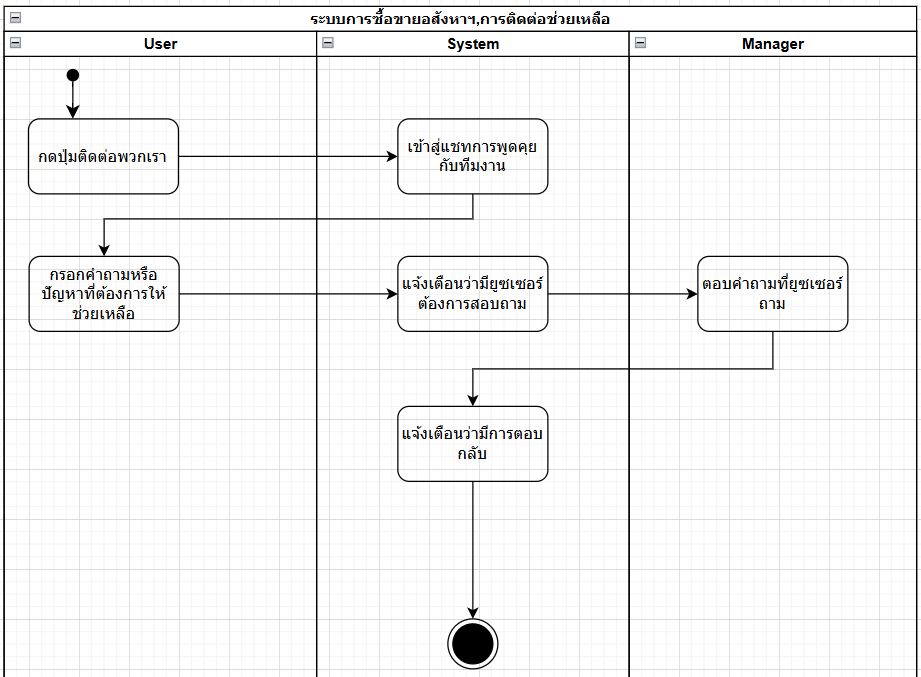 ระบบการซื้อขายอสังหาฯ,การติดต่อช่วยเหลือ
User
System
Manager
กดปุ่มติดต่อพวกเรา
เข้าสู่แชทการพูดคุย
กับทีมงาน
กรอกคำถามหรือ
ปัญหาที่ต้องการให้
ช่วยเหลือ
แจ้งเตือนว่ามียูซเซอร์
ต้องการสอบถาม
ตอบคำถามที่ยูซเซอร์
ถาม
แจ้งเตือนว่ามีการตอบ
กลับ